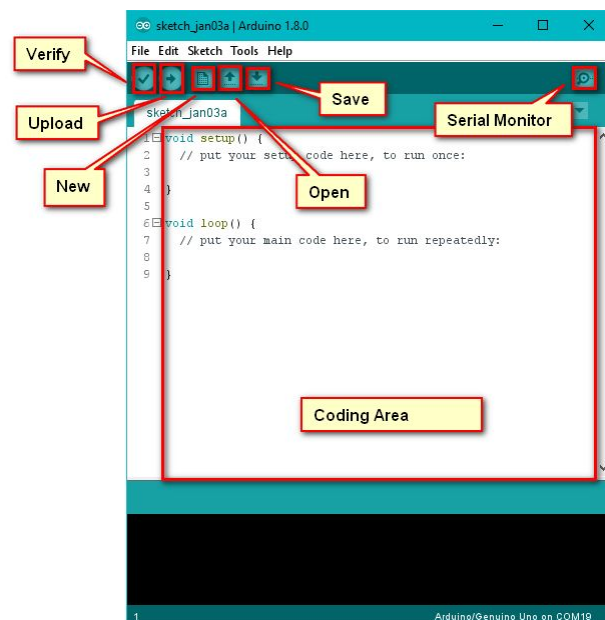 sketch_jan03a | Arduino 1.8.0
File Edit Sketch Tools Help
Verify
Save
Upload
Serial Monitor
sketch_jan03a
New
Open
1 void setup() {
2 // put your setup code here, to run once:
3
4 }
5
6 void loop() {
7 // put your main code here, to run repeatedly:
8
9 }
Coding Area
1 Arduino/Genuino Uno on COM19